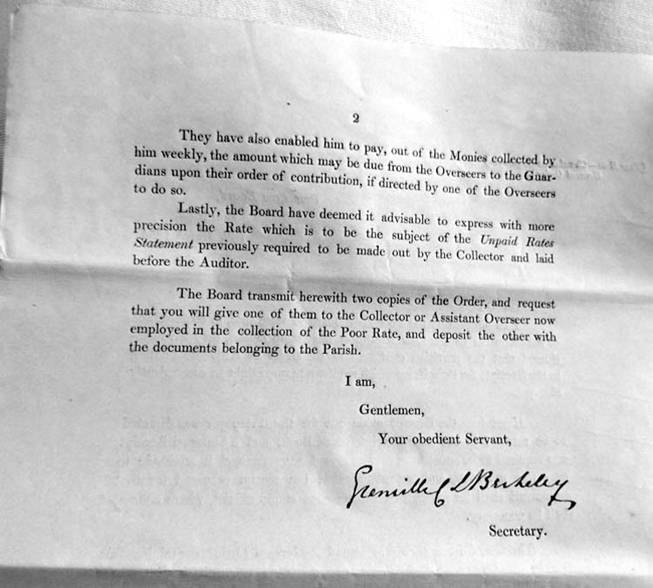 2
They have also enabled him to pay, out of the Monies collected by
him weekly, the amount which may be due from the Overseers to the Guar-
dians upon their order of contribution, if directed by one of the Overseers
to do so.
Lastly, the Board have deemed it advisable to express with more
precision the Rate which is to be the subject of the Unpaid Rates
Statement previously required to be made out by the Collector and laid
before the Auditor.
The Board transmit herewith two copies of the Order, and request
that you will give one of them to the Collector or Assistant Overseer now
employed in the collection of the Poor Rate, and deposit the other with
the documents belonging to the Parish.
I am,
Gentlemen,
Your obedient Servant,
Grenville C L Berkeley
Secretary.